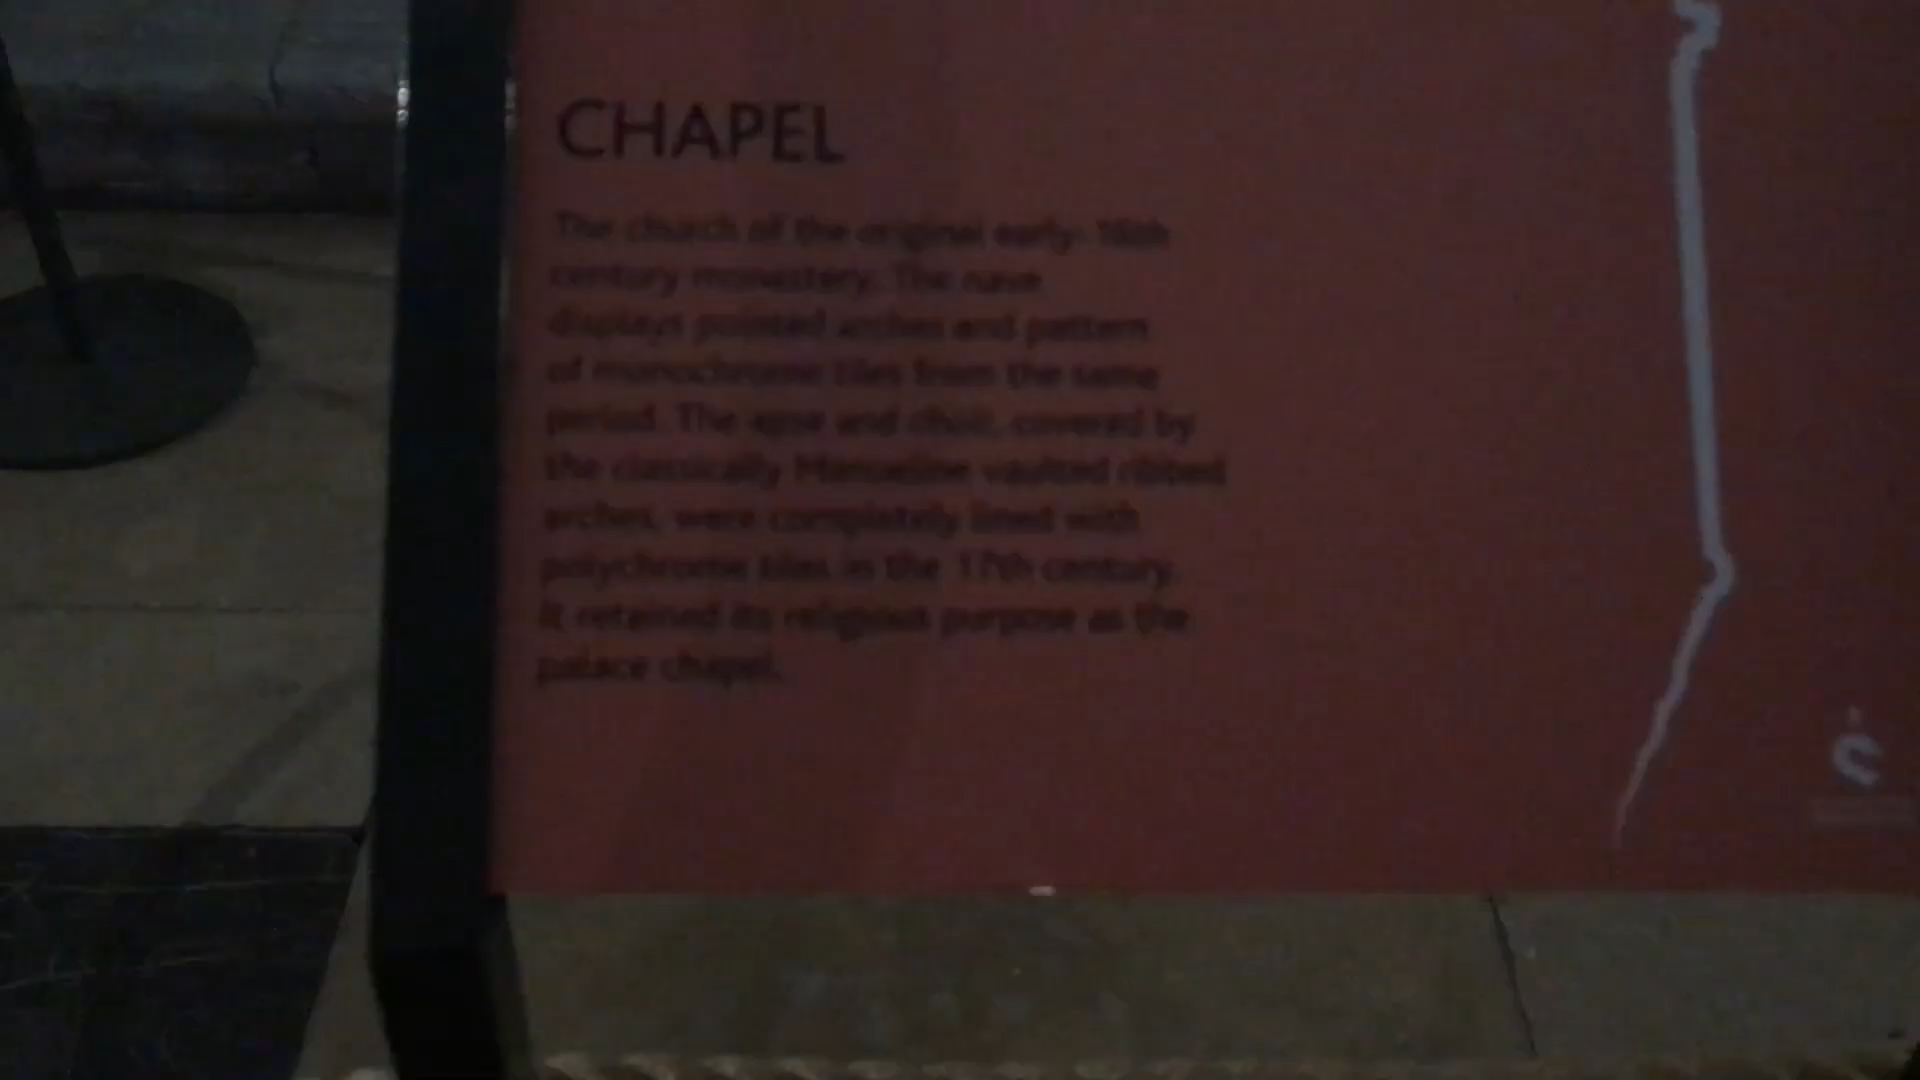 CHAPEL
The church of the original early- 16th
century monastery. The nave
displays pointed arches and pattern
of monochrome tiles from the same
period. The apse and choir, covered by
the classically Manueline vaulted ribbed
arches, were completely lined with
polychrome tiles in the 17th century.
It retained its religious purpose as the
palace chapel.